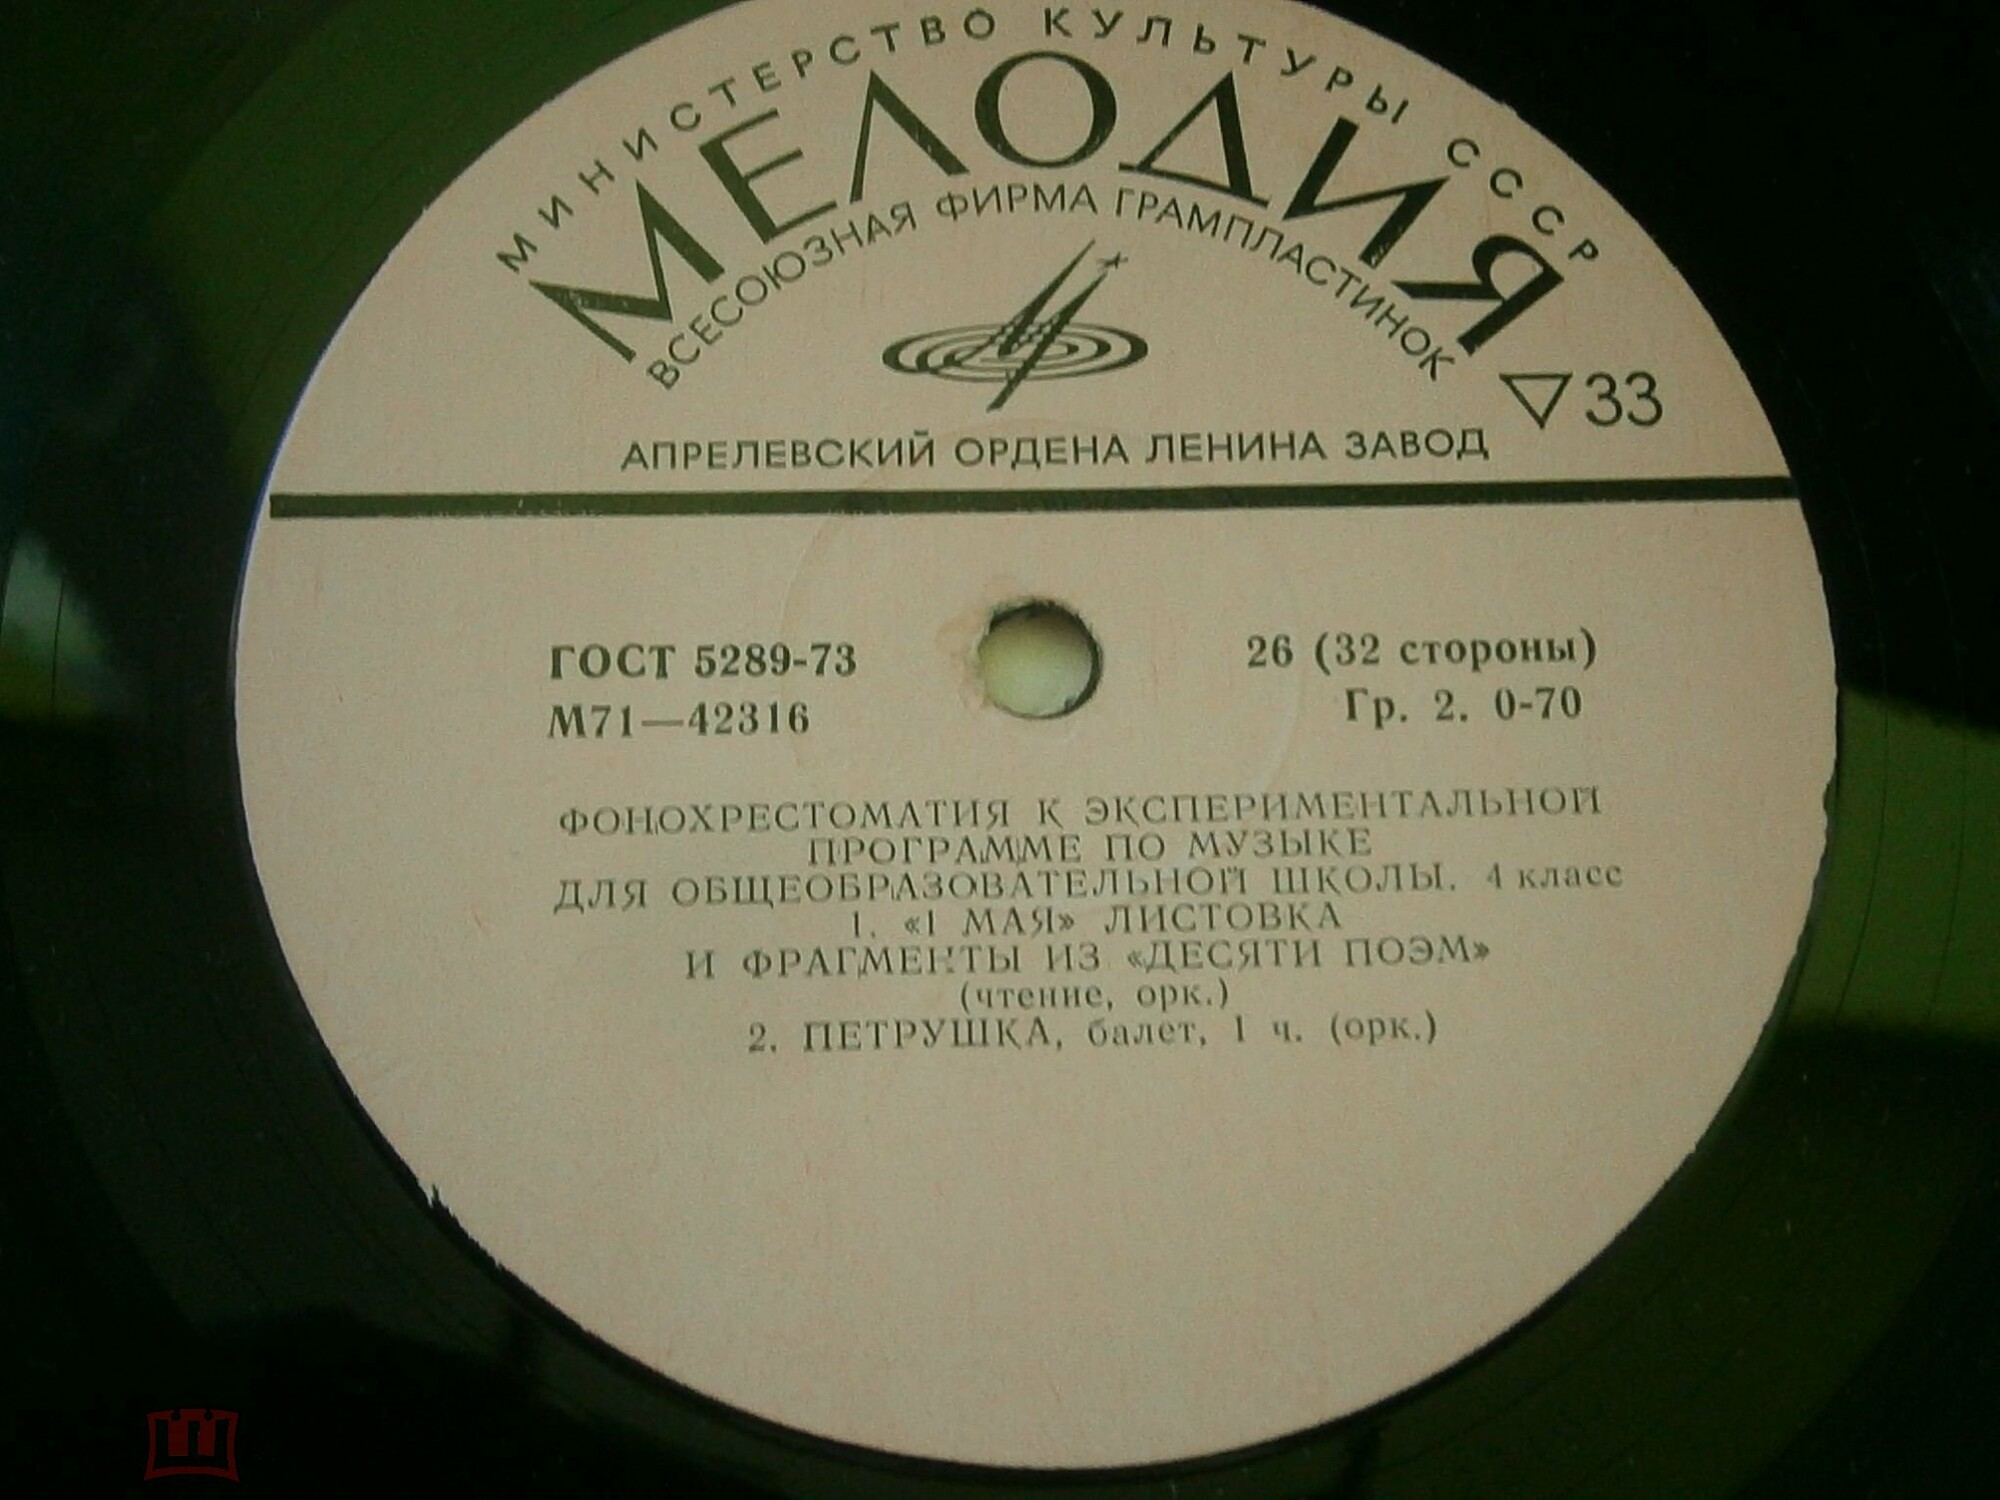 МИНИСТЕРСТВО КУЛЬТУРЫ СССР
МЕЛОДИЯ
ВСЕСОЮЗНАЯ ФИРМА ГРАМПЛАСТИНОК
33
АПРЕЛЕВСКИЙ ОРДЕНА ЛЕНИНА ЗАВОД
ГОСТ 5289-73
26 (32 стороны)
М71—42316
Гр. 2. 0-70
ФОНОХРЕСТОМАТИЯ К ЭКСПЕРИМЕНТАЛЬНОЙ
ПРОГРАММЕ ПО МУЗЫКЕ
ДЛЯ ОБЩЕОБРАЗОВАТЕЛЬНОЙ ШКОЛЫ. 4 класс
1. «1 МАЯ» ЛИСТОВКА
И ФРАГМЕНТЫ ИЗ «ДЕСЯТИ ПОЭМ»
(чтение, орк.)
2. ПЕТРУШКА, балет, 1 ч. (орк.)